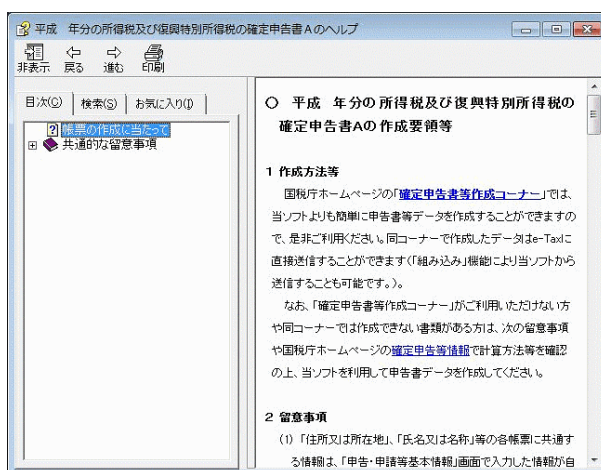 平成　年分の所得税及び復興特別所得税の確定申告書Aのヘルプ
非表示　戻る　進む　印刷
目次(C)　検索(S)　お気に入り(I)
帳票の作成に当たって
共通的な留意事項
○ 平成　年分の所得税及び復興特別所得税の
確定申告書Aの作成要領等
1 作成方法等
国税庁ホームページの「確定申告書等作成コーナー」では、
当ソフトよりも簡単に申告書等データを作成することができますの
で、是非ご利用ください。同コーナーで作成したデータはe-Taxに
直接送信することができます(「組み込み」機能により当ソフトから
送信することも可能です。)。
なお、「確定申告書等作成コーナー」がご利用いただけない方
や同コーナーでは作成できない書類がある方は、次の留意事項
や国税庁ホームページの確定申告等情報で計算方法等を確認
の上、当ソフトを利用して申告書データを作成してください。
2 留意事項
(1) 「住所又は所在地」、「氏名又は名称」等の各帳票に共通す
る情報は、「申告・申請等基本情報」画面で入力した情報が自